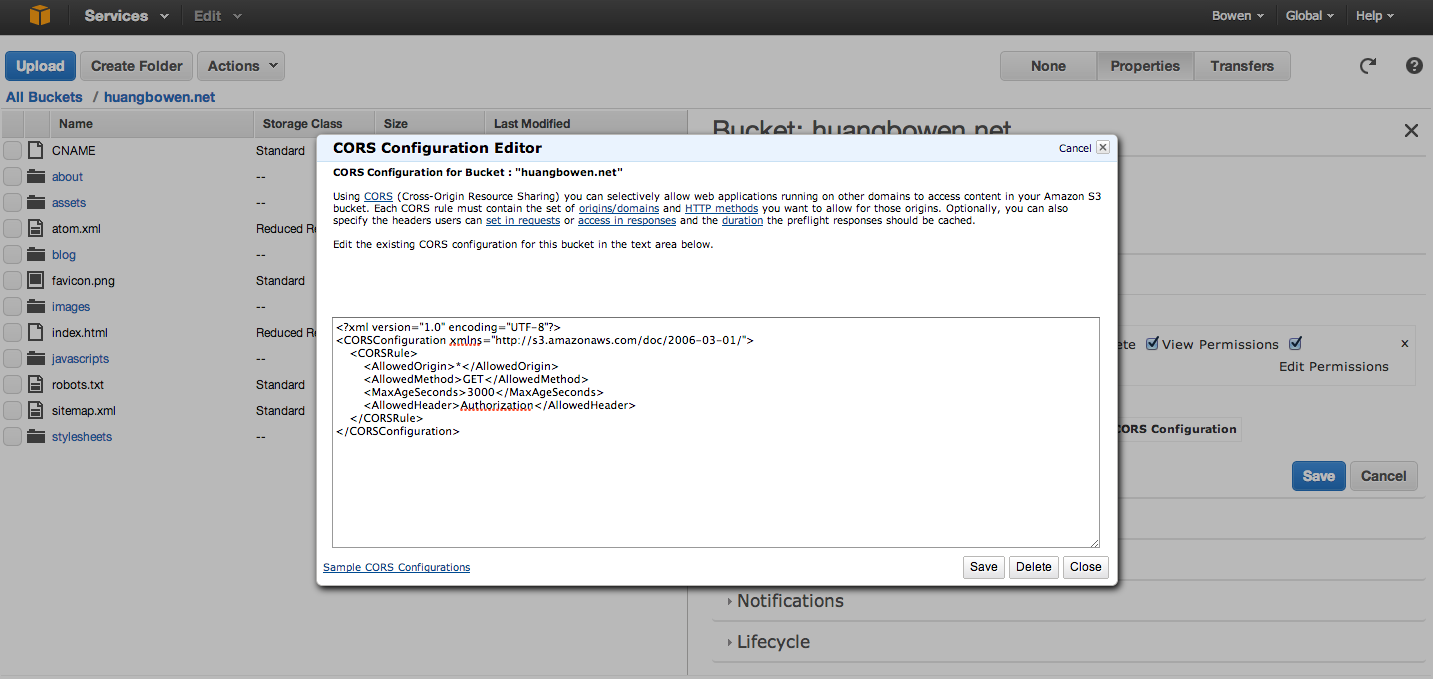 Services Edit Bowen Global Help
Upload Create Folder Actions None Properties Transfers
All Buckets / huangbowen.net
Name Storage Class Size Last Modified
Bucket: huangbowen.net
CNAME Standard
about --
assets --
atom.xml Reduced R
blog --
favicon.png Standard
images --
index.html Reduced R
javascripts --
robots.txt Standard
sitemap.xml Standard
stylesheets --
CORS Configuration Editor
Cancel
CORS Configuration for Bucket : "huangbowen.net"
Using CORS (Cross-Origin Resource Sharing) you can selectively allow web applications running on other domains to access content in your Amazon S3
bucket. Each CORS rule must contain the set of origins/domains and HTTP methods you want to allow for those origins. Optionally, you can also
specify the headers users can set in requests or access in responses and the duration the preflight responses should be cached.
Edit the existing CORS configuration for this bucket in the text area below.
<?xml version="1.0" encoding="UTF-8"?>
<CORSConfiguration xmlns="http://s3.amazonaws.com/doc/2006-03-01/">
<CORSRule>
<AllowedOrigin>*</AllowedOrigin>
<AllowedMethod>GET</AllowedMethod>
<MaxAgeSeconds>3000</MaxAgeSeconds>
<AllowedHeader>Authorization</AllowedHeader>
</CORSRule>
</CORSConfiguration>
Sample CORS Configurations Save Delete Close
ete View Permissions x
Edit Permissions
CORS Configuration
Save Cancel
Notifications
Lifecycle